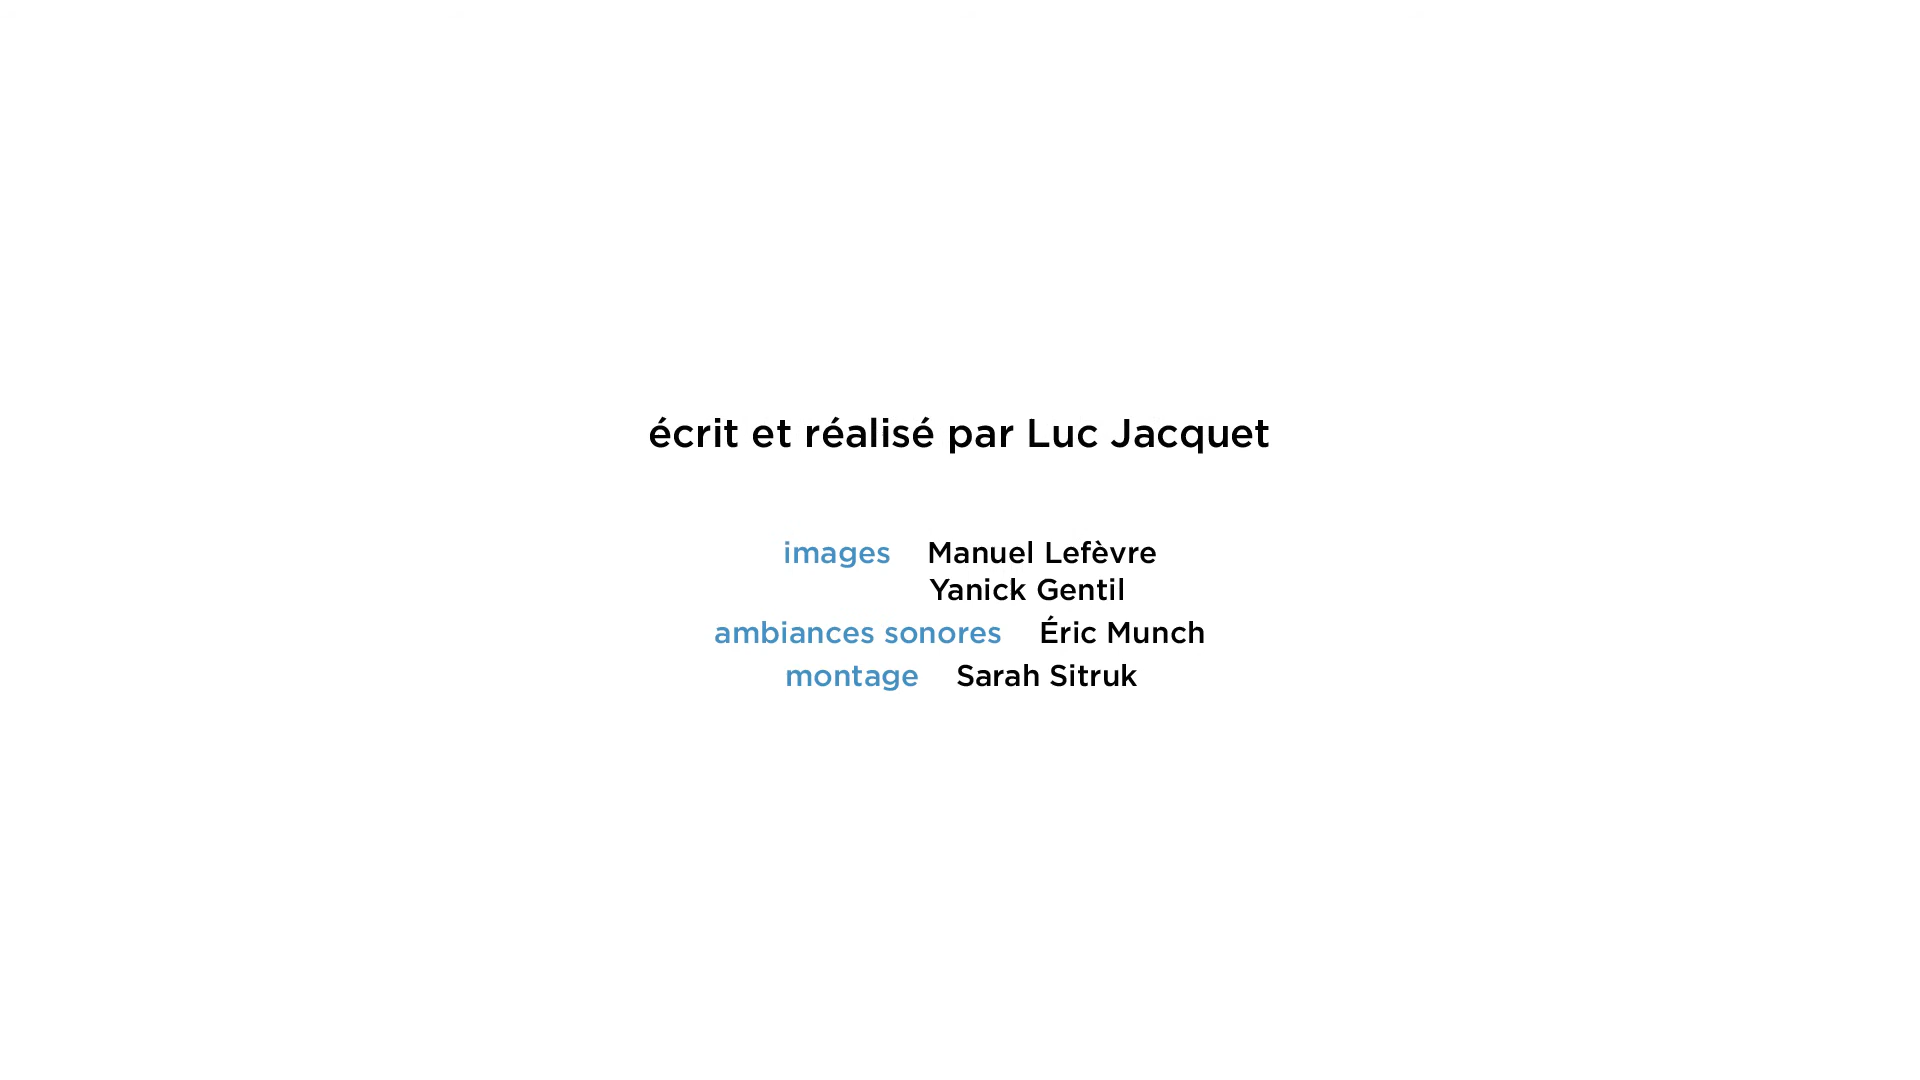 écrit et réalisé par Luc Jacquet
images Manuel Lefèvre
Yanick Gentil
ambiances sonores Éric Munch
montage Sarah Sitruk